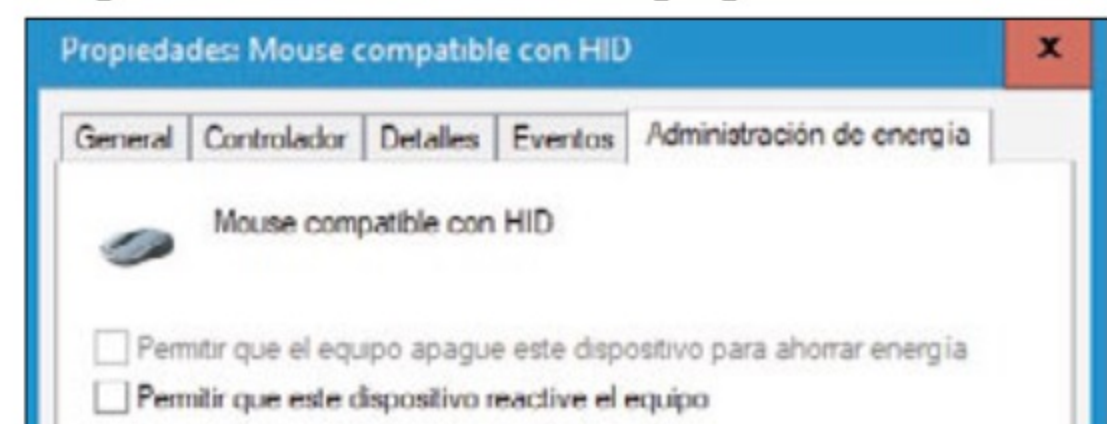 Propiedades: Mouse compatible con HID
x
General Controlador Detalles Eventos Administración de energía
Mouse compatible con HID
Permitir que el equipo apague este dispositivo para ahorrar energía
Permitir que este dispositivo reactive el equipo